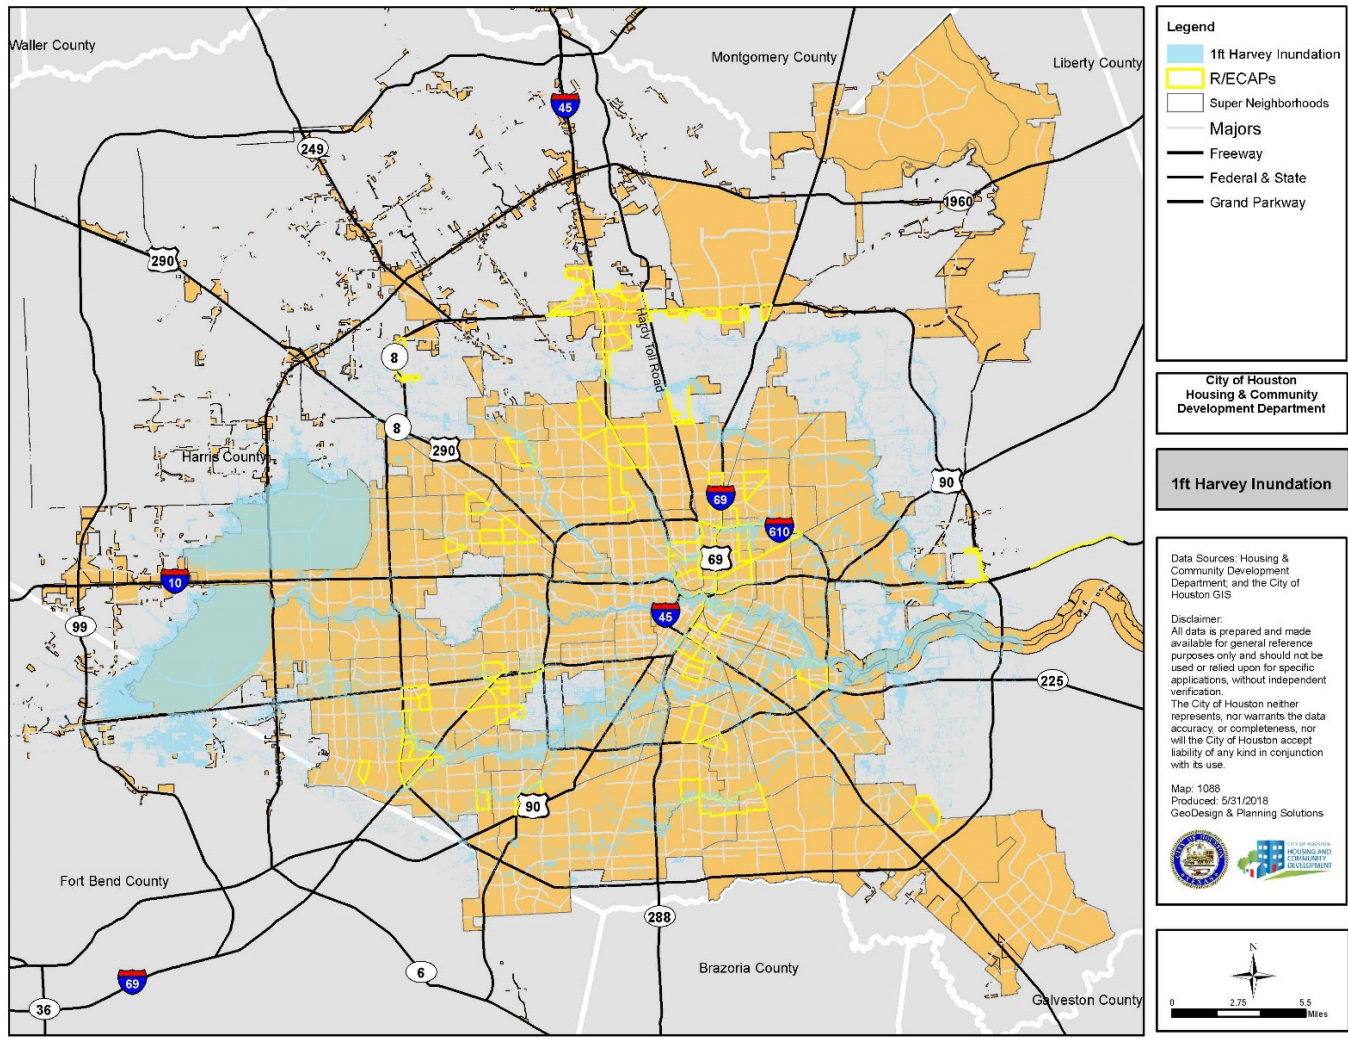 Waller County
Montgomery County
Liberty County
45
249
1960
290
Hardy Toll Road
8
8
290
Harris County
90
69
610
69
10
45
99
225
90
Fort Bend County
288
Brazoria County
6
69
36
Galveston County
Legend
1ft Harvey Inundation
R/ECAPs
Super Neighborhoods
Majors
Freeway
Federal & State
Grand Parkway
City of Houston
Housing & Community
Development Department
1ft Harvey Inundation
Data Sources: Housing &
Community Development
Department; and the City of
Houston GIS
Disclaimer:
All data is prepared and made
available for general reference
purposes only and should not be
used or relied upon for specific
applications, without independent
verification.
The City of Houston neither
represents, nor warrants the data
accuracy, or completeness, nor
will the City of Houston accept
liability of any kind in conjunction
with its use.
Map: 1088
Produced: 5/31/2018
GeoDesign & Planning Solutions
CITY OF HOUSTON
HOUSING AND
COMMUNITY
DEVELOPMENT
N
0 2.75 5.5
Miles